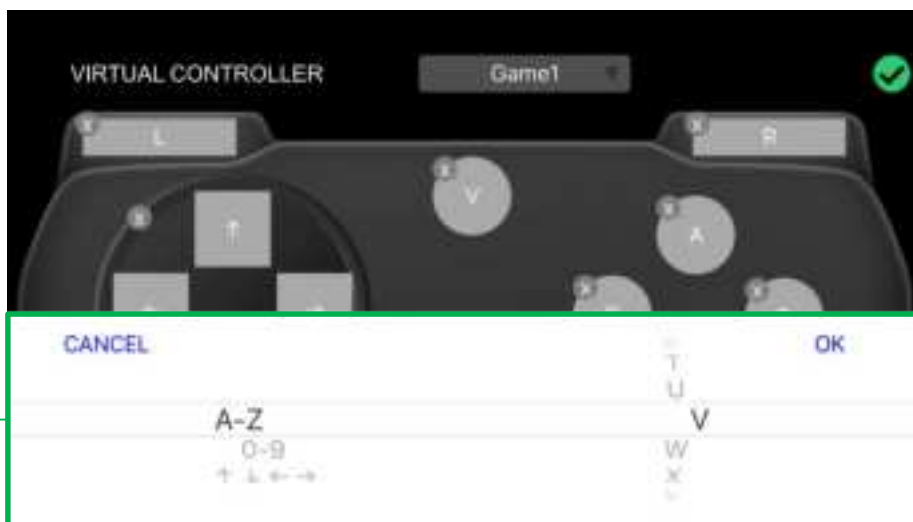 VIRTUAL CONTROLLER Game1
X L X R
X V
X ↑ X A
X X
CANCEL OK
T
U
A-Z V
0-9 W
↑ ↓ ← → X